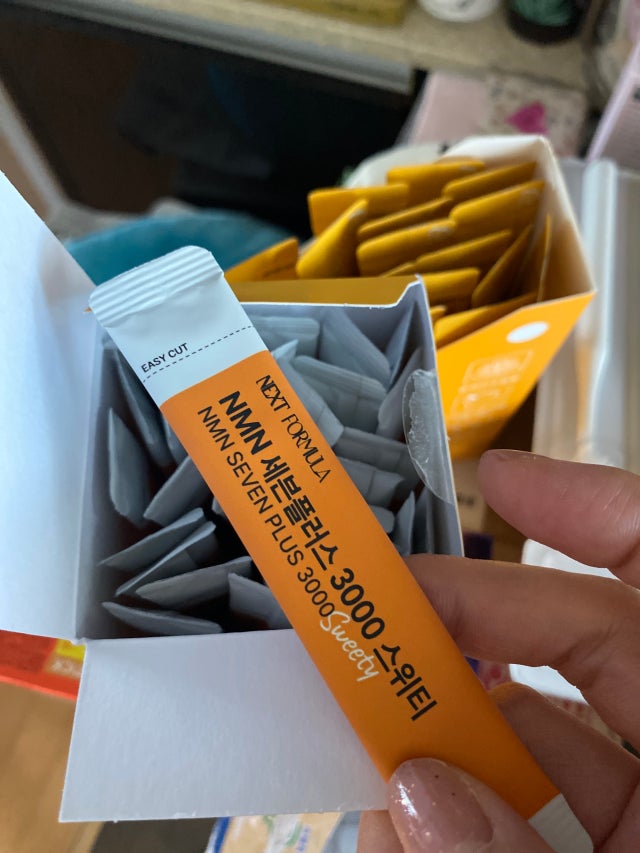 EASY CUT
NEXT FORMULA
NMN 세븐플러스 3000 스위티
NMN SEVEN PLUS 3000
Sweety